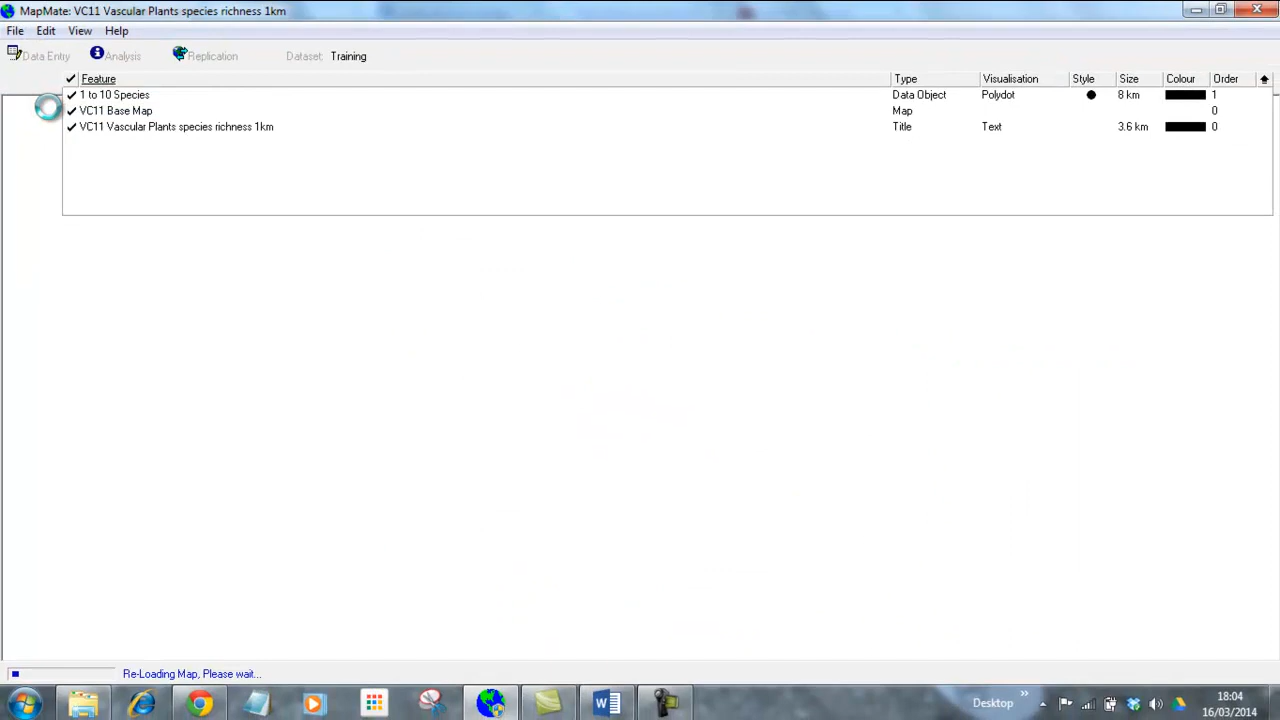 MapMate: VC11 Vascular Plants species richness 1km
File Edit View Help
Data Entry Analysis Replication Dataset: Training
Feature Type Visualisation Style Size Colour Order
1 to 10 Species Data Object Polydot 8 km 1
VC11 Base Map Map 0
VC11 Vascular Plants species richness 1km Title Text 3.6 km 0
Re-Loading Map, Please wait...
Desktop
18:04
16/03/2014